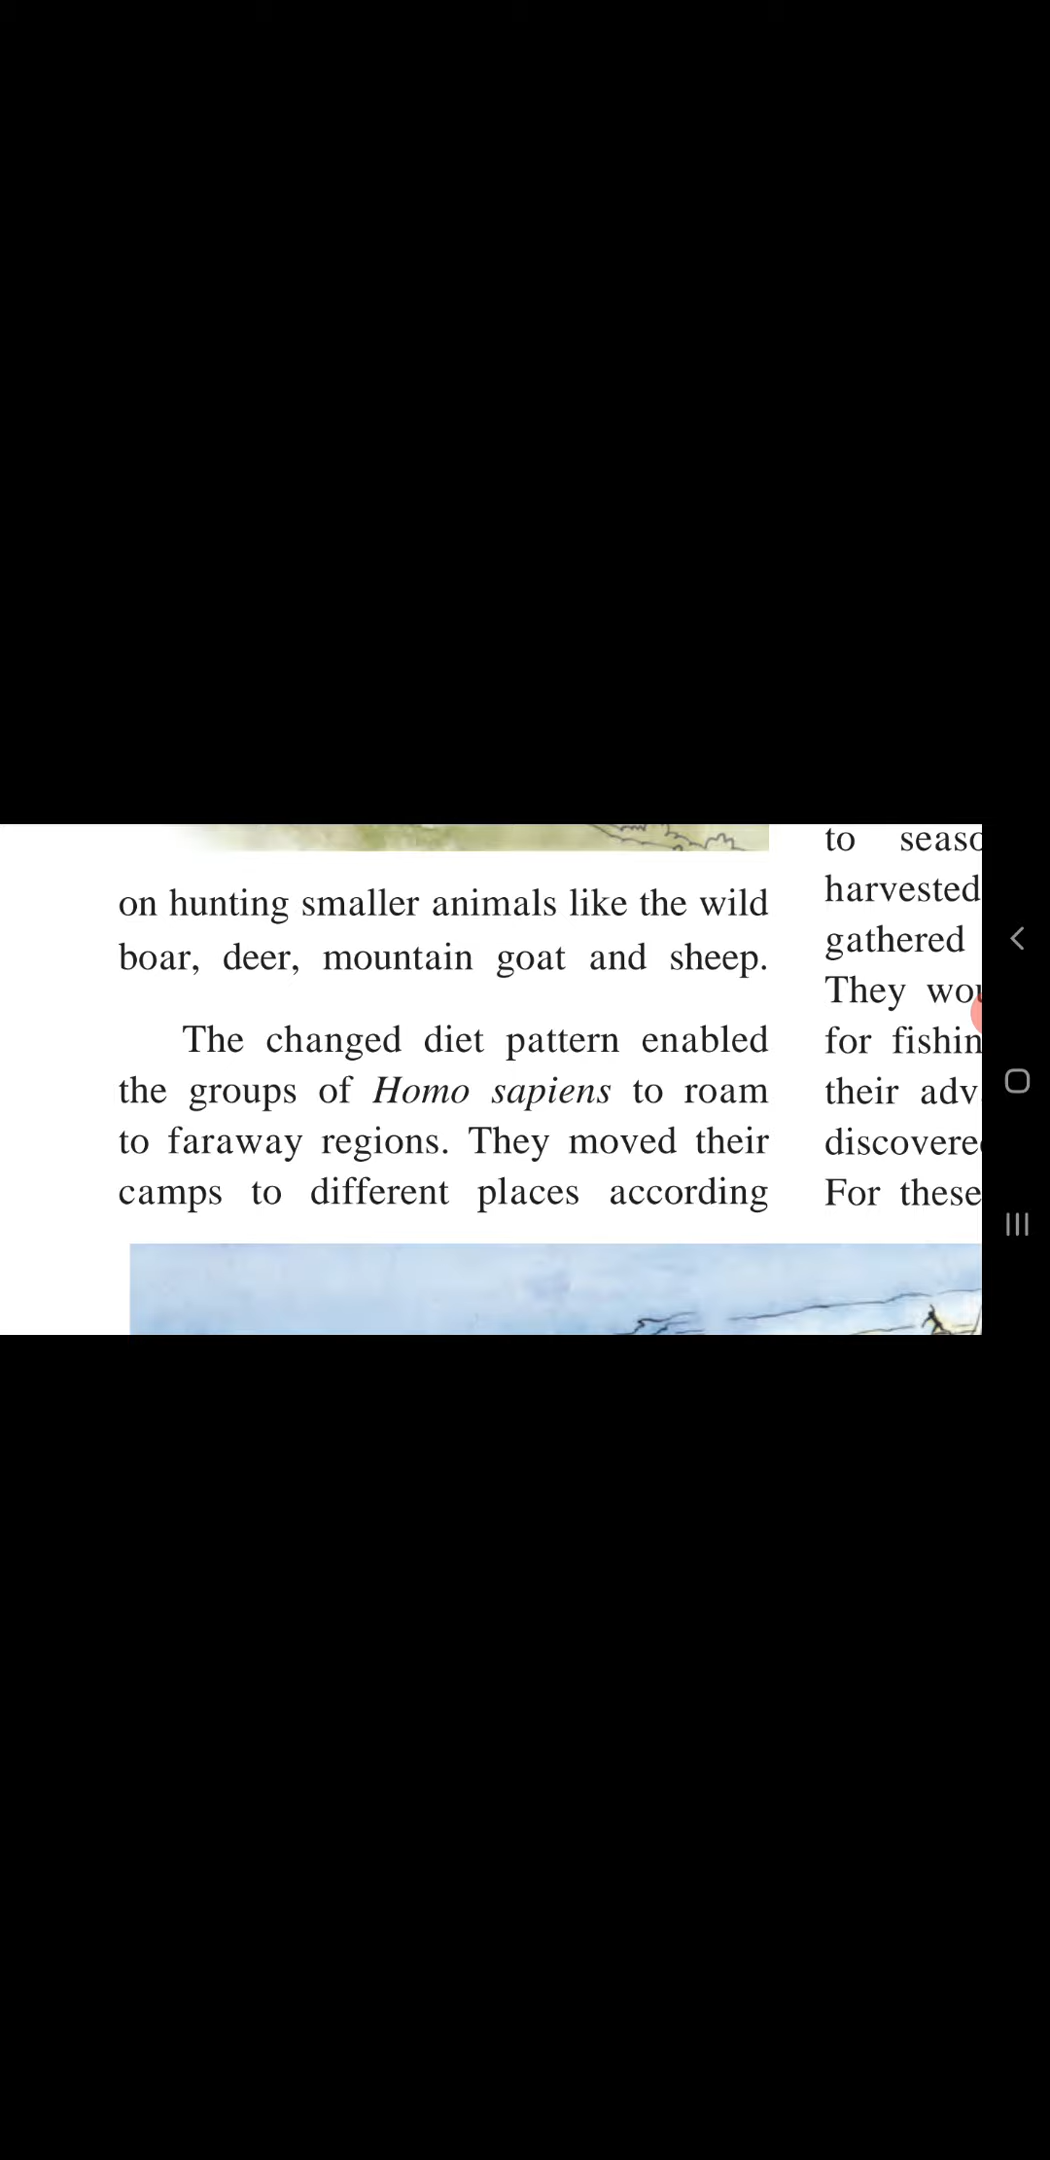 on hunting smaller animals like the wild
boar, deer, mountain goat and sheep.
The changed diet pattern enabled
the groups of Homo sapiens to roam
to faraway regions. They moved their
camps to different places according
to
harvested
gathered
They
for
their
For these